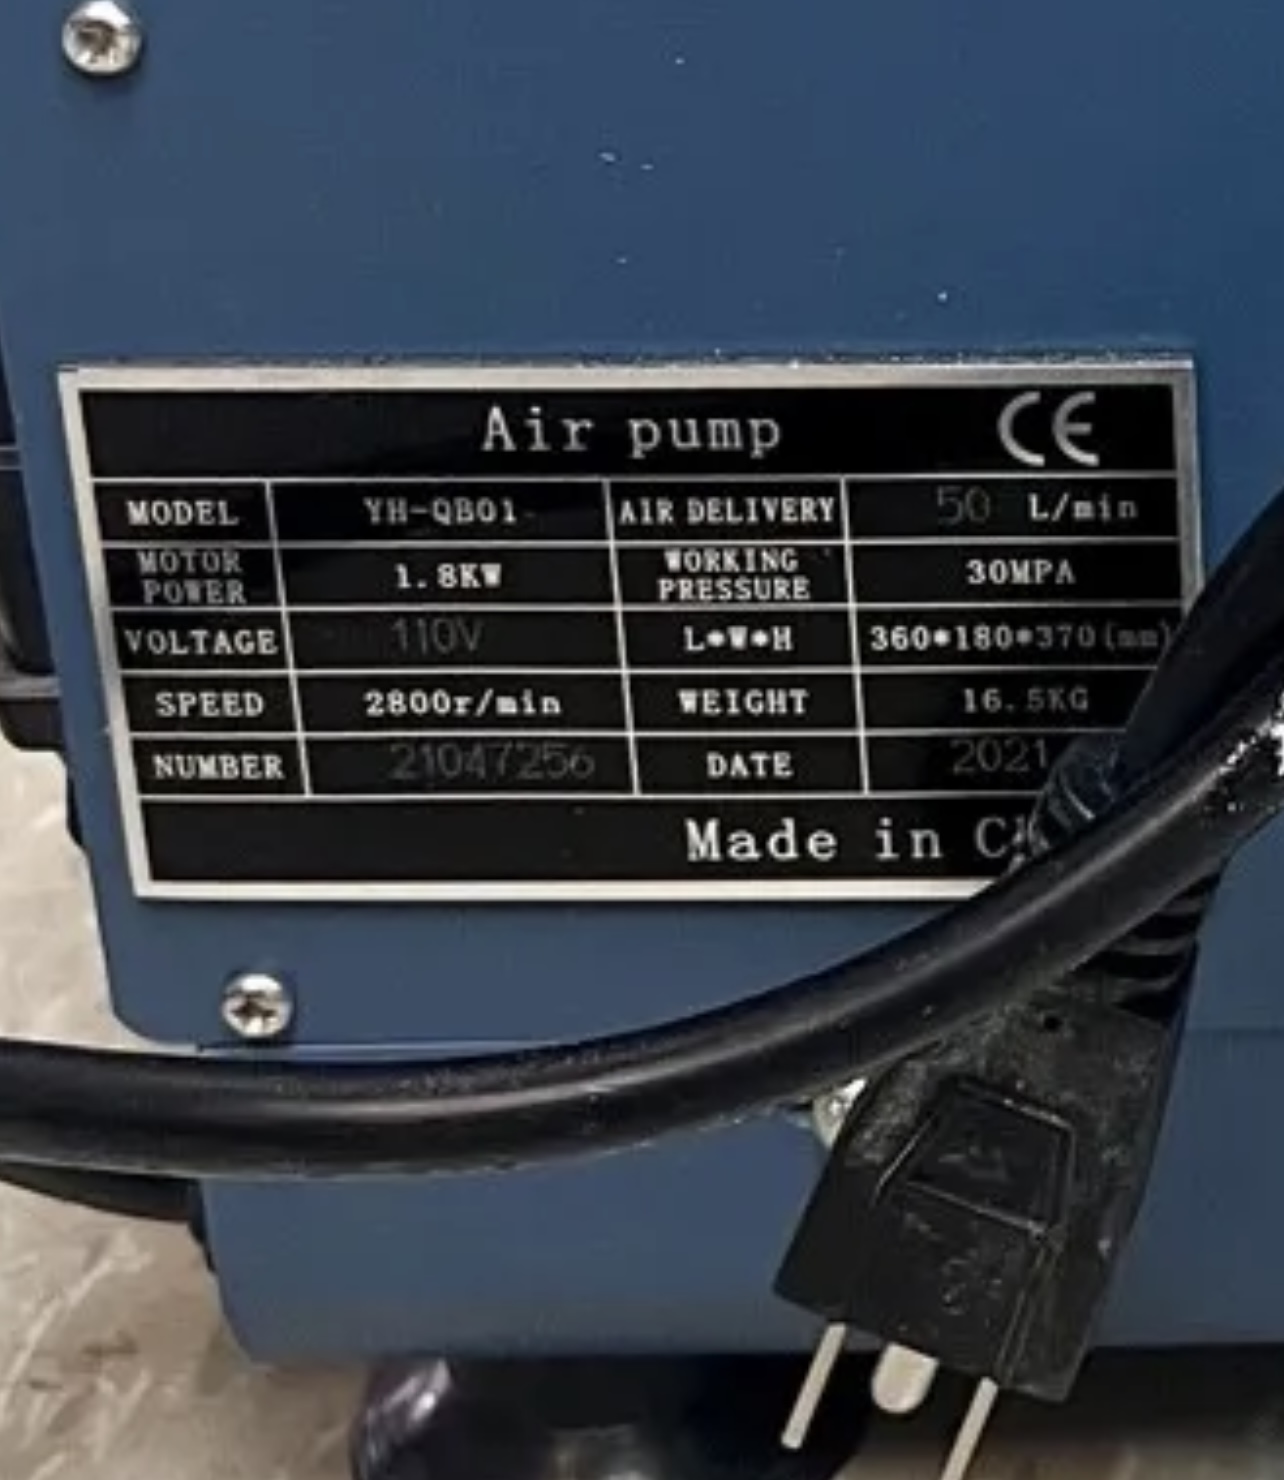 Air pump CE
MODEL YH-QB01 AIR DELIVERY 50 L/min
MOTOR POWER 1.8KW WORKING PRESSURE 30MPA
VOLTAGE 110V L*W*H 360*180*370(mm)
SPEED 2800r/min WEIGHT 16.5KG
NUMBER 21047256 DATE 2021
Made in